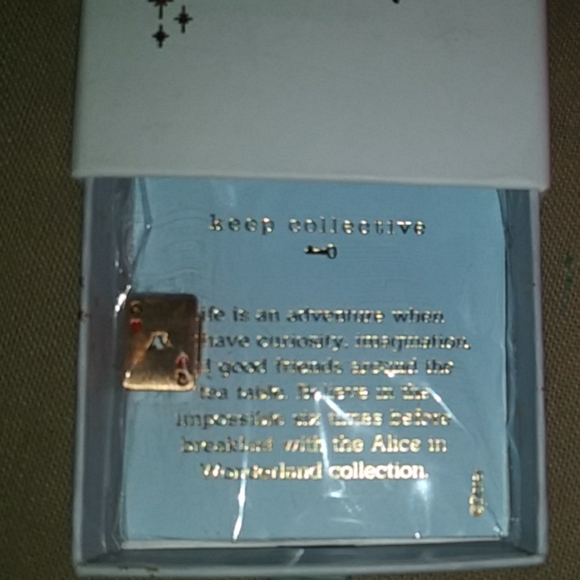 keep collective
life is an adventure when
have curiosity, imagination,
good friends around the
tea table. Believe in the
impossible six times before
breakfast with the Alice in
Wonderland collection.